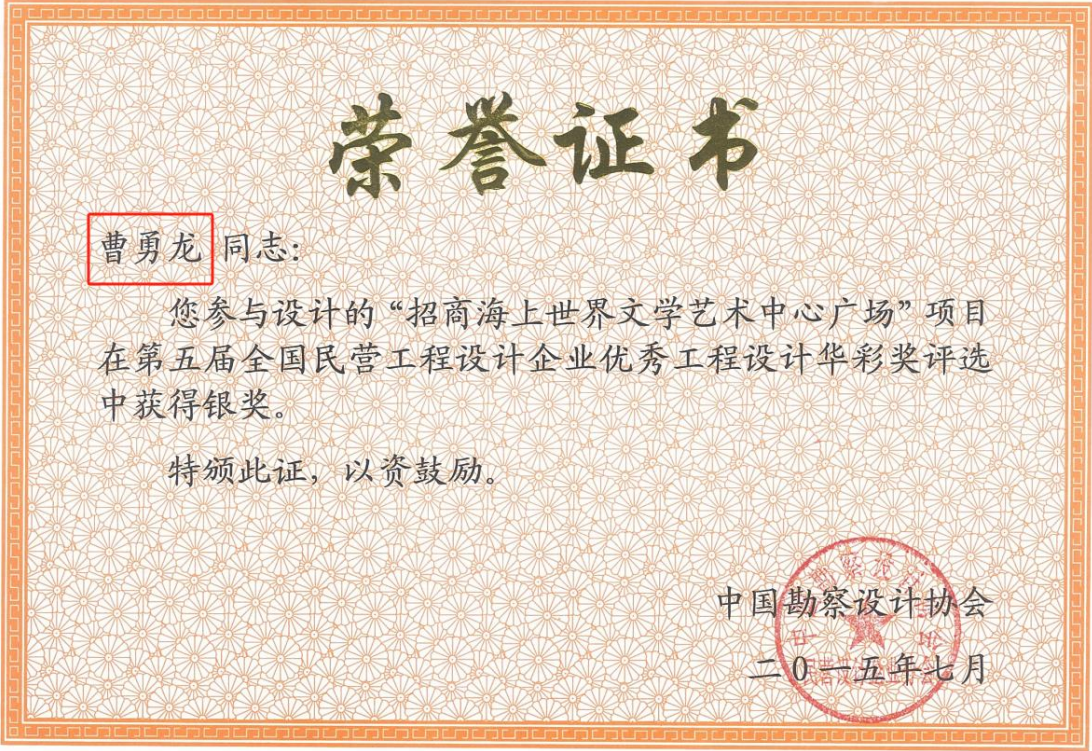 荣誉证书
曹勇龙 同志：
您参与设计的“招商海上世界文学艺术中心广场”项目
在第五届全国民营工程设计企业优秀工程设计华彩奖评选
中获得银奖。
特颁此证，以资鼓励。
中国勘察设计协会
二〇一五年七月